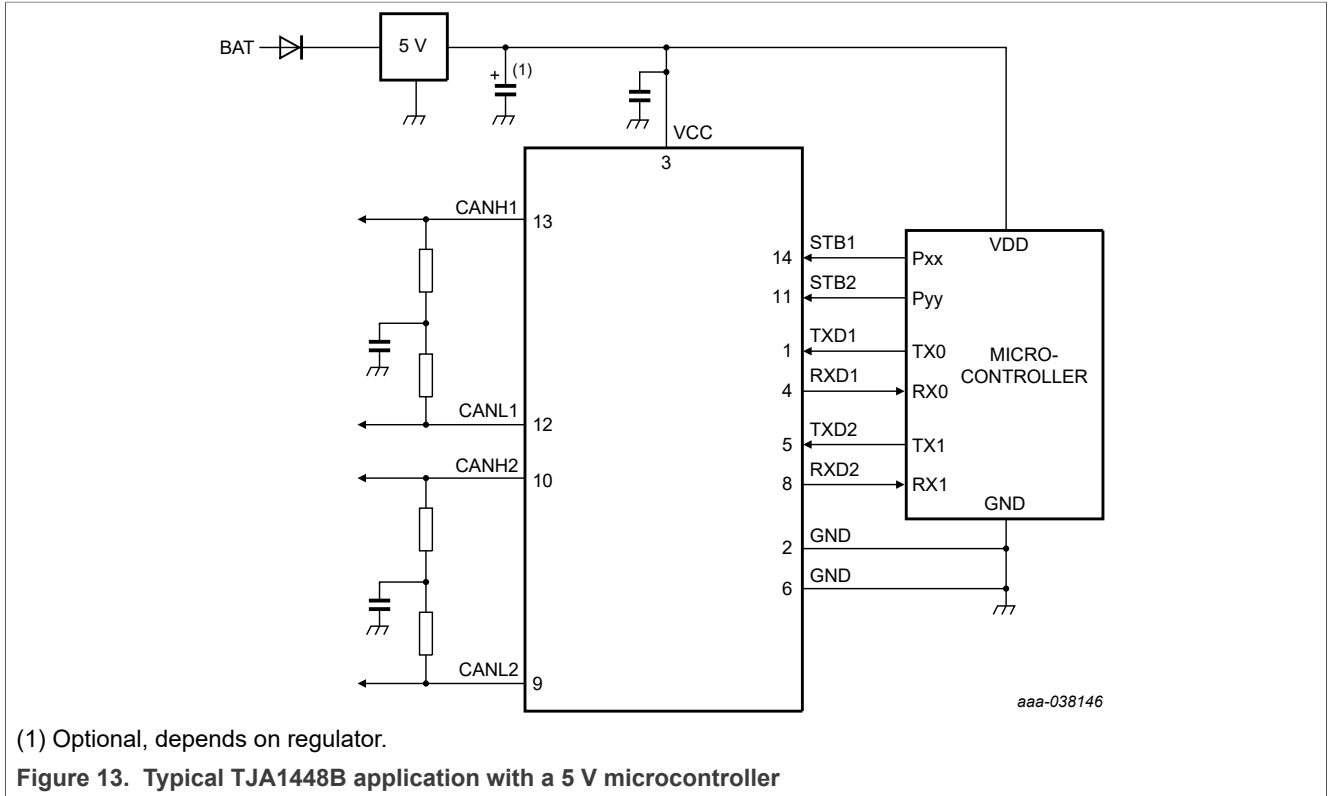 BAT
5 V
+
(1)
VCC
3
CANH1
13
STB1
14
Pxx
VDD
STB2
11
Pyy
TXD1
1
TX0
MICRO-
CONTROLLER
RXD1
4
RX0
CANL1
12
TXD2
5
TX1
CANH2
10
RXD2
8
RX1
GND
GND
2
GND
6
CANL2
9
aaa-038146
(1) Optional, depends on regulator.
Figure 13. Typical TJA1448B application with a 5 V microcontroller